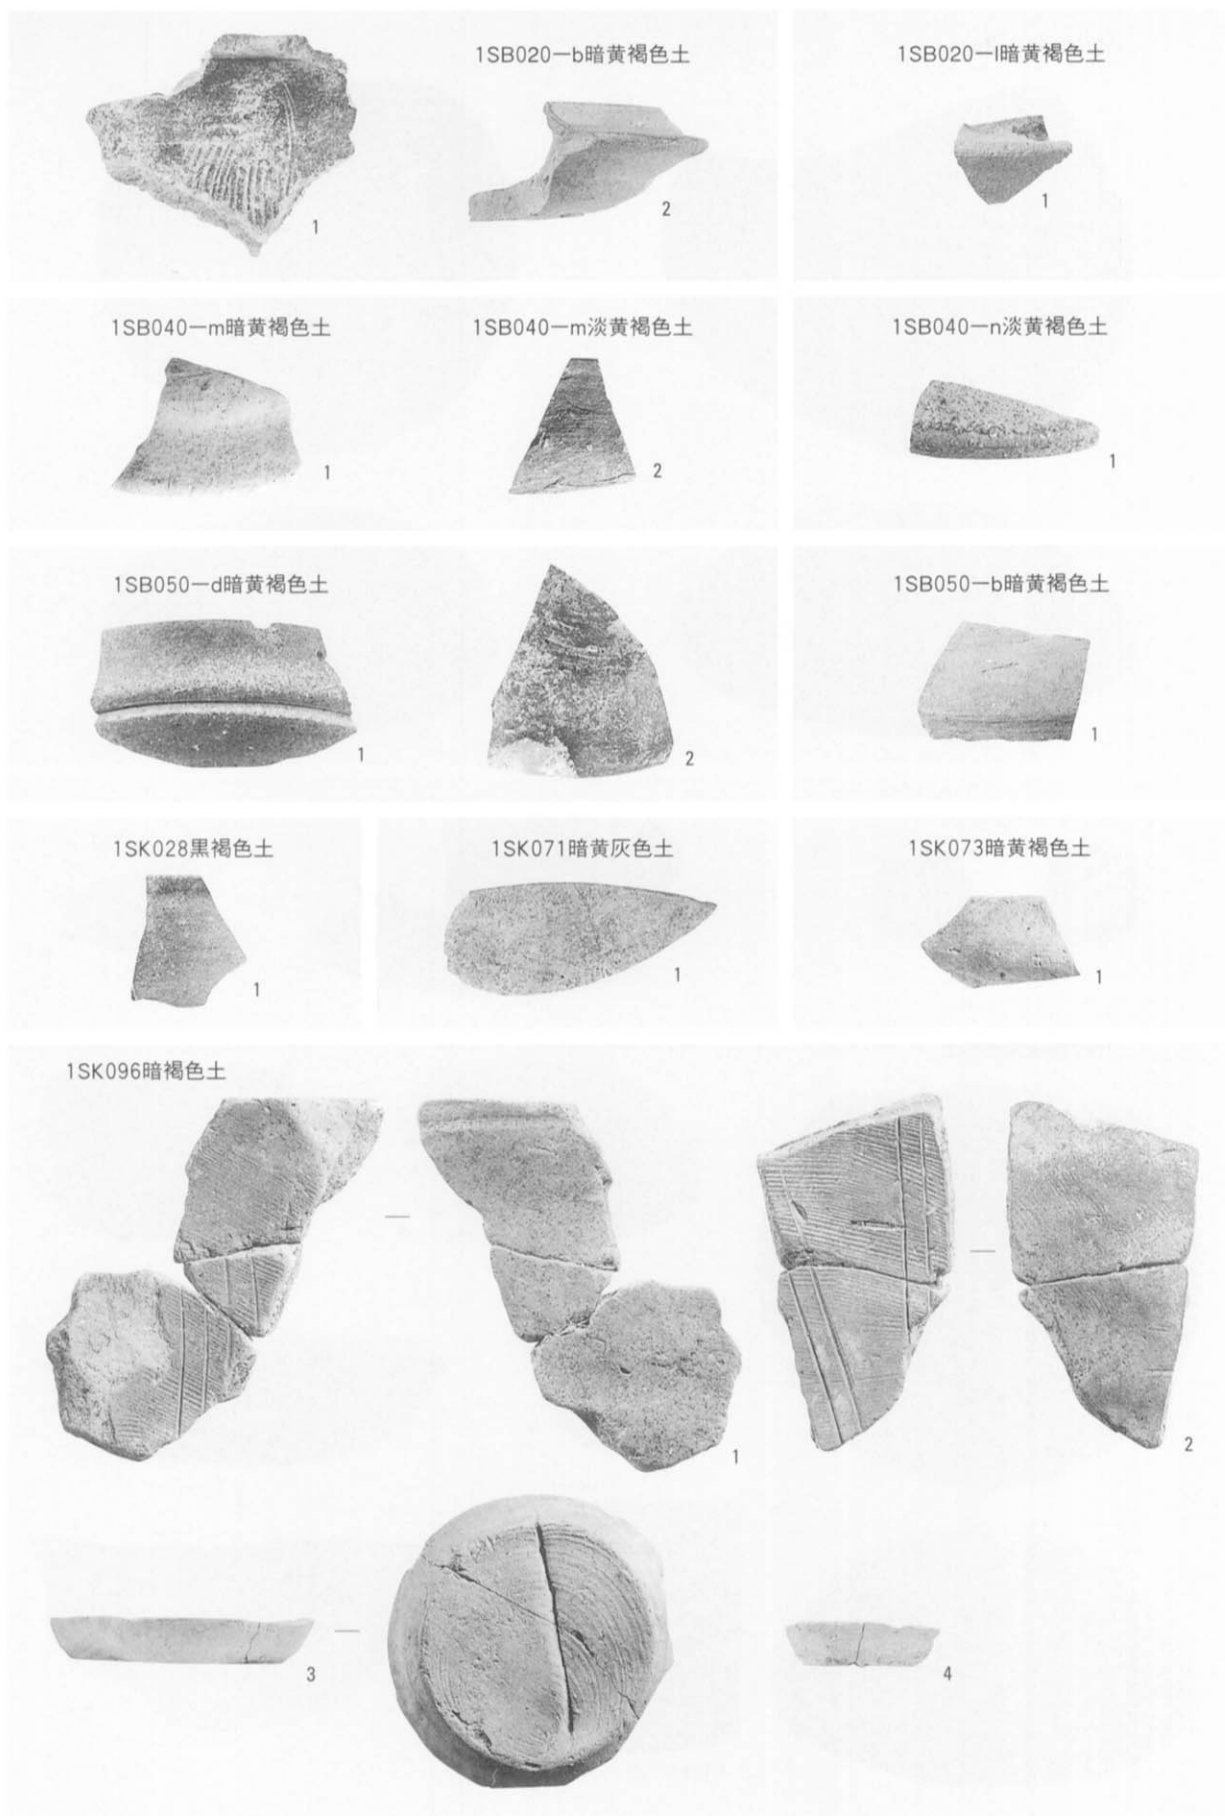 1SB020一b暗黄褐色土
1SB020一l暗黄褐色土
1
2
1
1SB040一m暗黄褐色土
1SB040一m淡黄褐色土
1SB040一n淡黄褐色土
1
2
1
1SB050一d暗黄褐色土
1SB050一b暗黄褐色土
1
2
1
1SK028黒褐色土
1SK071暗黄灰色土
1SK073暗黄褐色土
1
1
1
1SK096暗褐色土
1
2
3
4